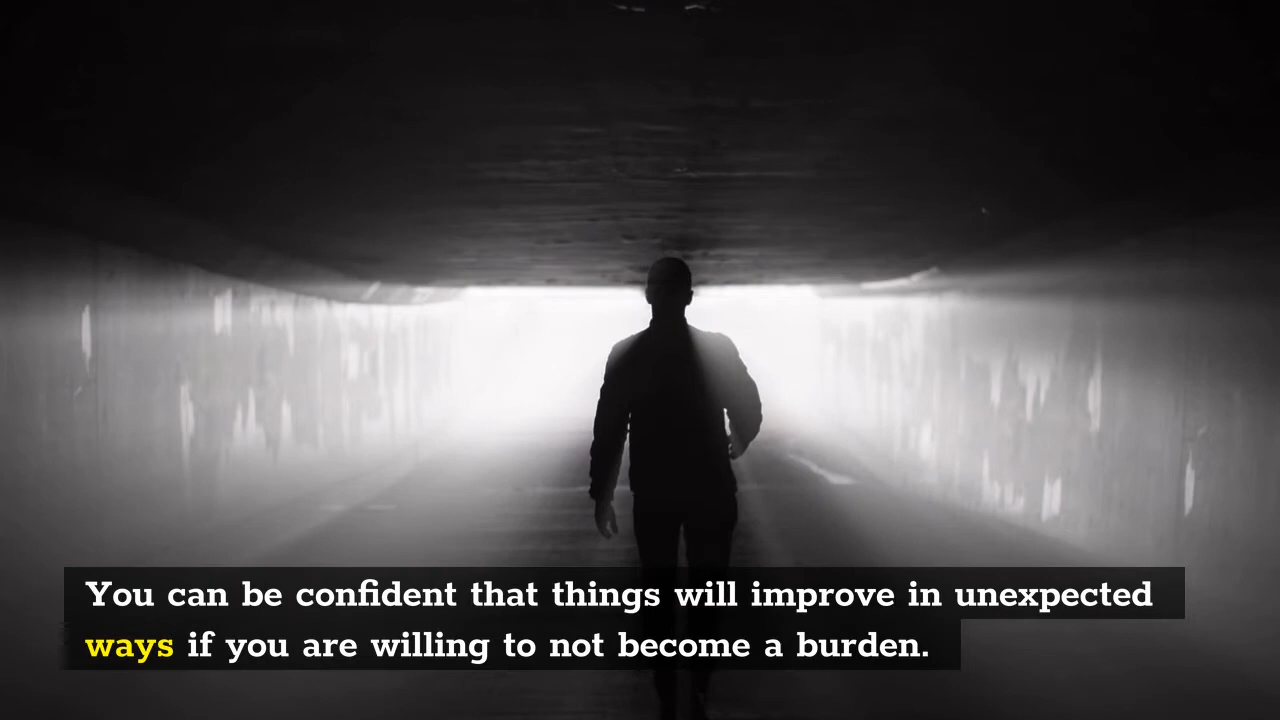 You can be confident that things will improve in unexpected
ways if you are willing to not become a burden.